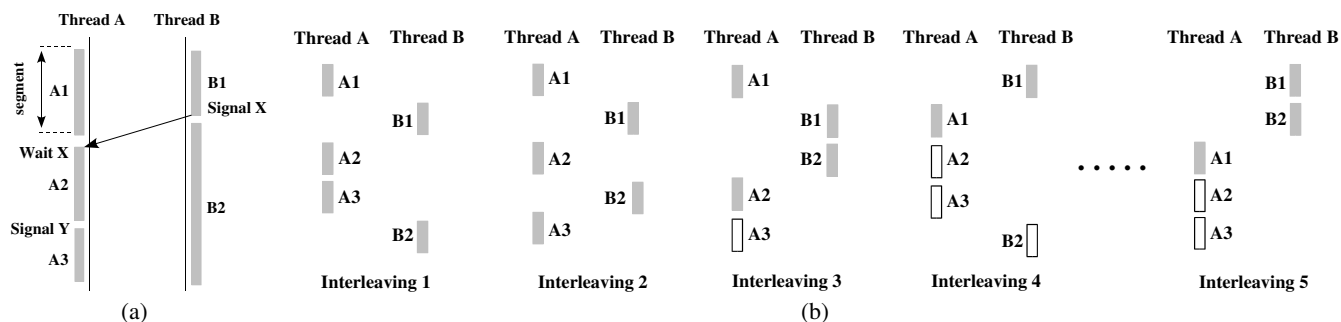 Thread A Thread B
segment
A1
B1
Signal X
Wait X
A2
B2
Signal Y
A3
(a)
Thread A Thread B
A1
B1
A2
A3
B2
Interleaving 1
Thread A Thread B
A1
B1
A2
B2
A3
Interleaving 2
Thread A Thread B
A1
B1
B2
A2
A3
Interleaving 3
Thread A Thread B
B1
A1
A2
A3
B2
Interleaving 4
. . . . .
Thread A Thread B
B1
B2
A1
A2
A3
Interleaving 5
(b)